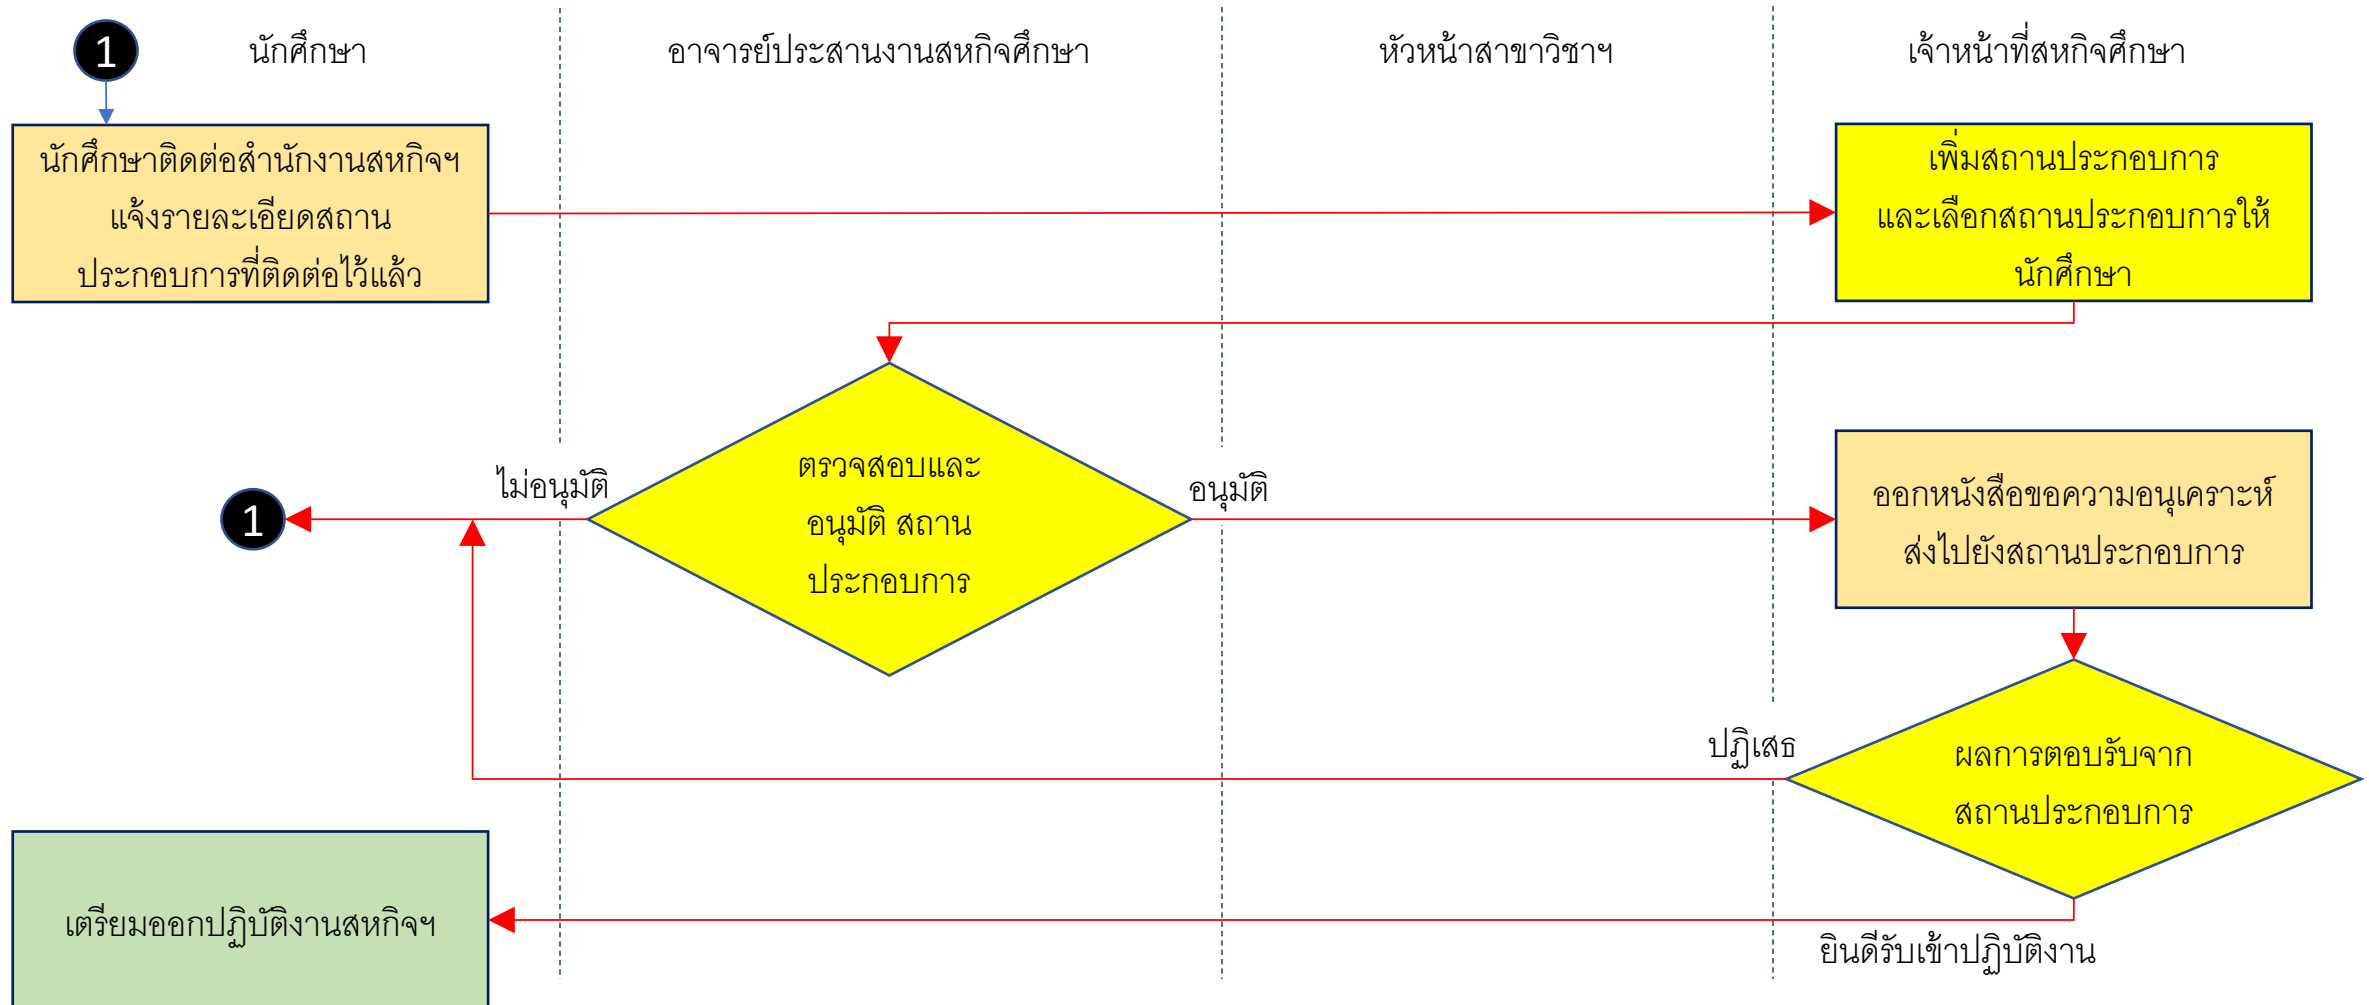 1
นักศึกษา
อาจารย์ประสานงานสหกิจศึกษา
หัวหน้าสาขาวิชาฯ
เจ้าหน้าที่สหกิจศึกษา
นักศึกษาติดต่อสำนักงานสหกิจฯ
แจ้งรายละเอียดสถาน
ประกอบการที่ติดต่อไว้แล้ว
เพิ่มสถานประกอบการ
และเลือกสถานประกอบการให้
นักศึกษา
1
ไม่อนุมัติ
ตรวจสอบและ
อนุมัติ สถาน
ประกอบการ
อนุมัติ
ออกหนังสือขอความอนุเคราะห์
ส่งไปยังสถานประกอบการ
ปฏิเสธ
ผลการตอบรับจาก
สถานประกอบการ
เตรียมออกปฏิบัติงานสหกิจฯ
ยินดีรับเข้าปฏิบัติงาน